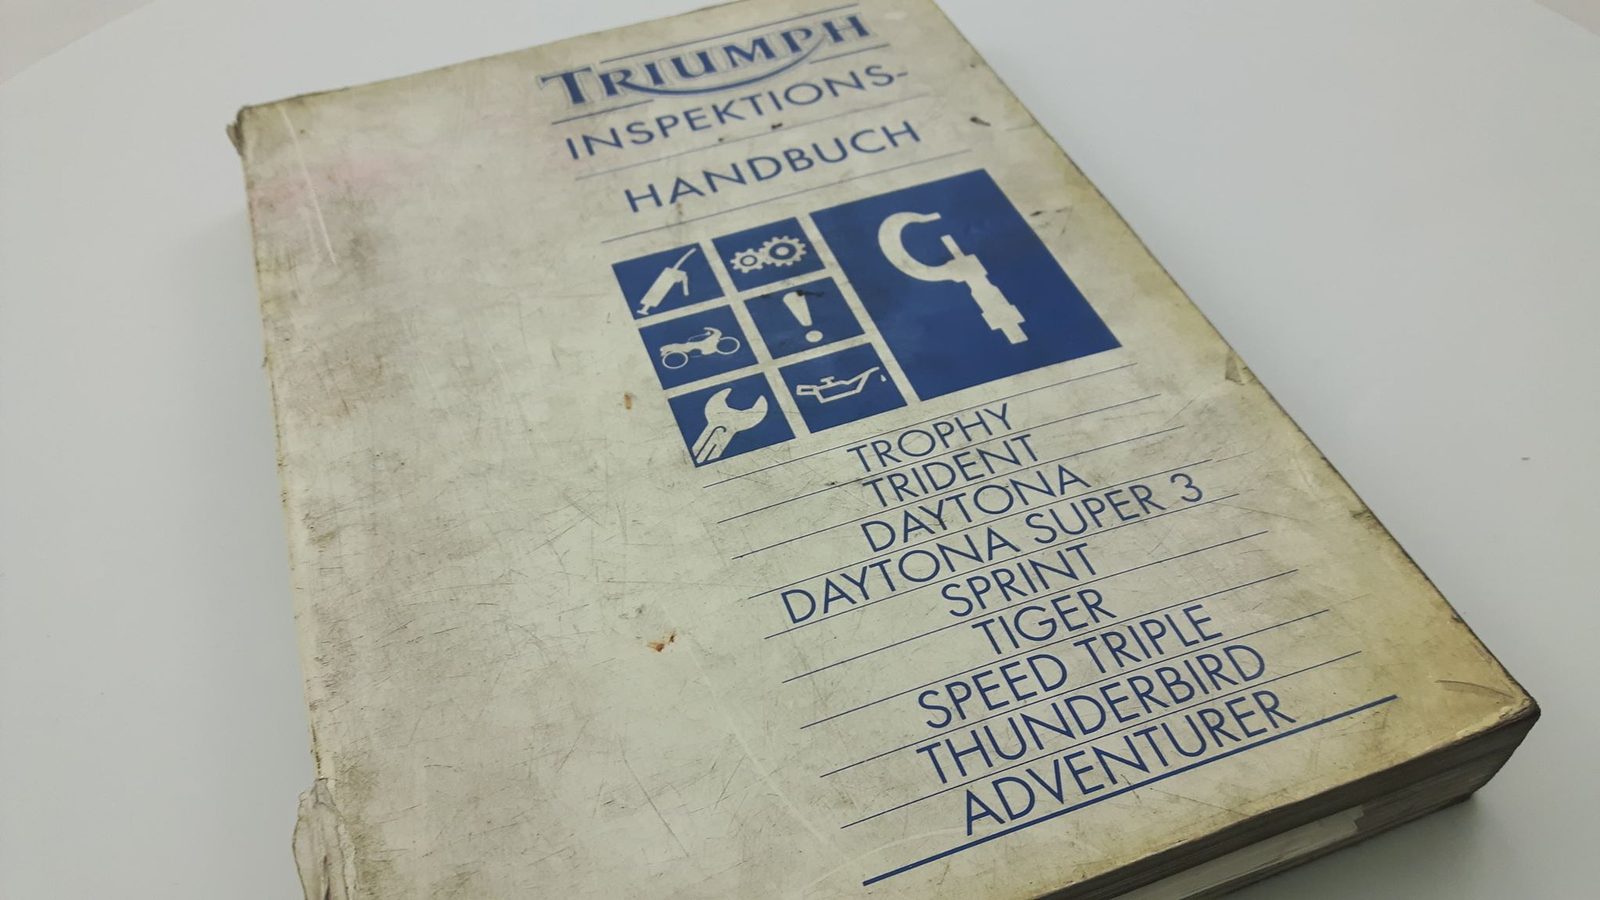 TRIUMPH
INSPEKTIONS-
HANDBUCH
TROPHY
TRIDENT
DAYTONA
DAYTONA SUPER 3
SPRINT
TIGER
SPEED TRIPLE
THUNDERBIRD
ADVENTURER